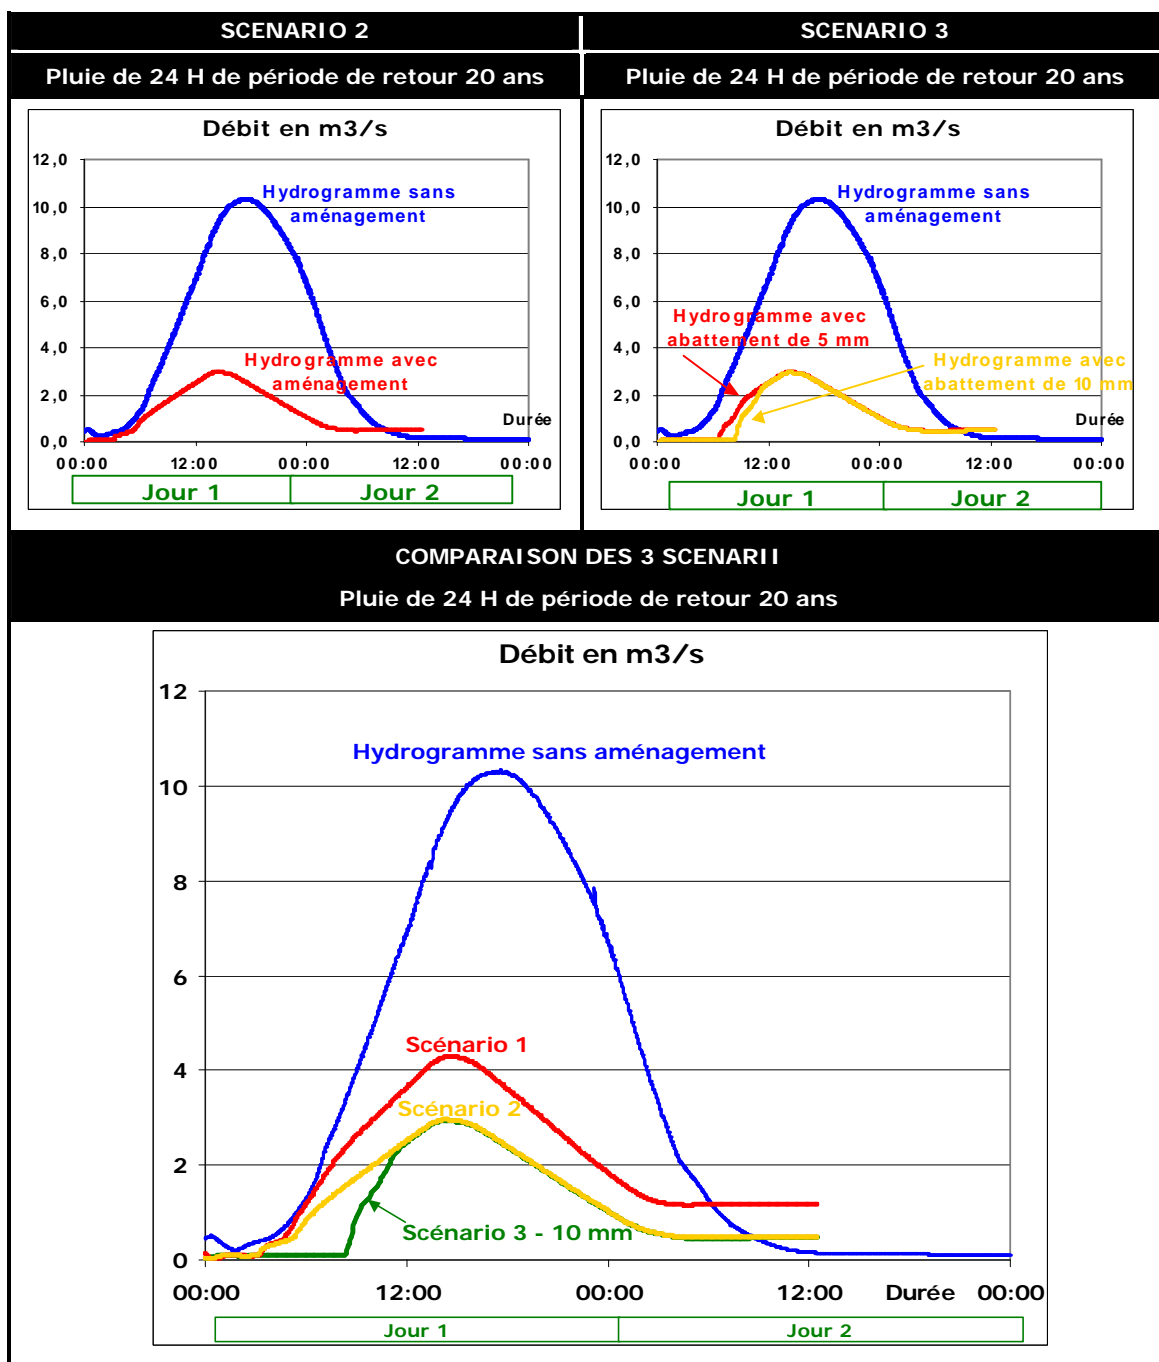 SCENARIO 2
Pluie de 24 H de période de retour 20 ans
Débit en m3/s
12,0
10,0
8,0
6,0
4,0
2,0
0,0
Hydrogramme sans
aménagement
Hydrogramme avec
aménagement
Durée
00:00 12:00 00:00 12:00 00:00
Jour 1 Jour 2
SCENARIO 3
Pluie de 24 H de période de retour 20 ans
Débit en m3/s
12,0
10,0
8,0
6,0
4,0
2,0
0,0
Hydrogramme sans
aménagement
Hydrogramme avec
abattement de 5 mm
Hydrogramme avec
abattement de 10 mm
Durée
00:00 12:00 00:00 12:00 00:00
Jour 1 Jour 2
COMPARAISON DES 3 SCENARII
Pluie de 24 H de période de retour 20 ans
Débit en m3/s
12
10
8
6
4
2
0
Hydrogramme sans aménagement
Scénario 1
Scénario 2
Scénario 3 - 10 mm
00:00 12:00 00:00 12:00 Durée 00:00
Jour 1 Jour 2